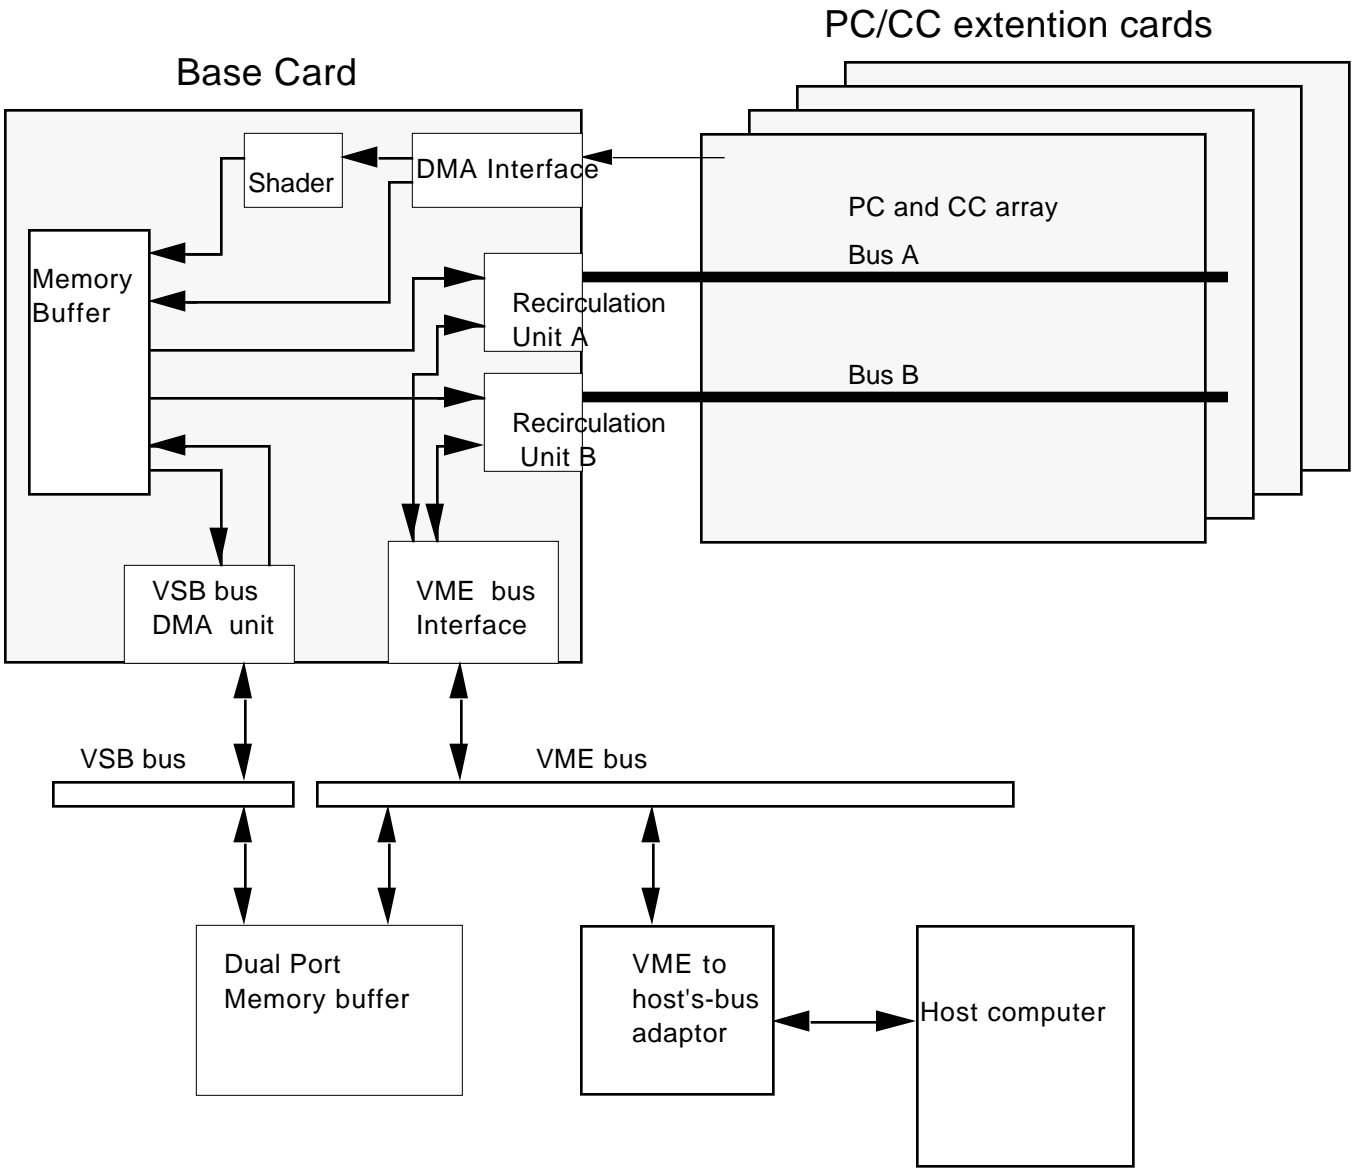 PC/CC extention cards
Base Card
DMA Interface
Shader
PC and CC array
Bus A
Memory
Buffer
Recirculation
Unit A
Bus B
Recirculation
Unit B
VSB bus
DMA unit
VME bus
Interface
VSB bus
VME bus
Dual Port
Memory buffer
VME to
host's-bus
adaptor
Host computer